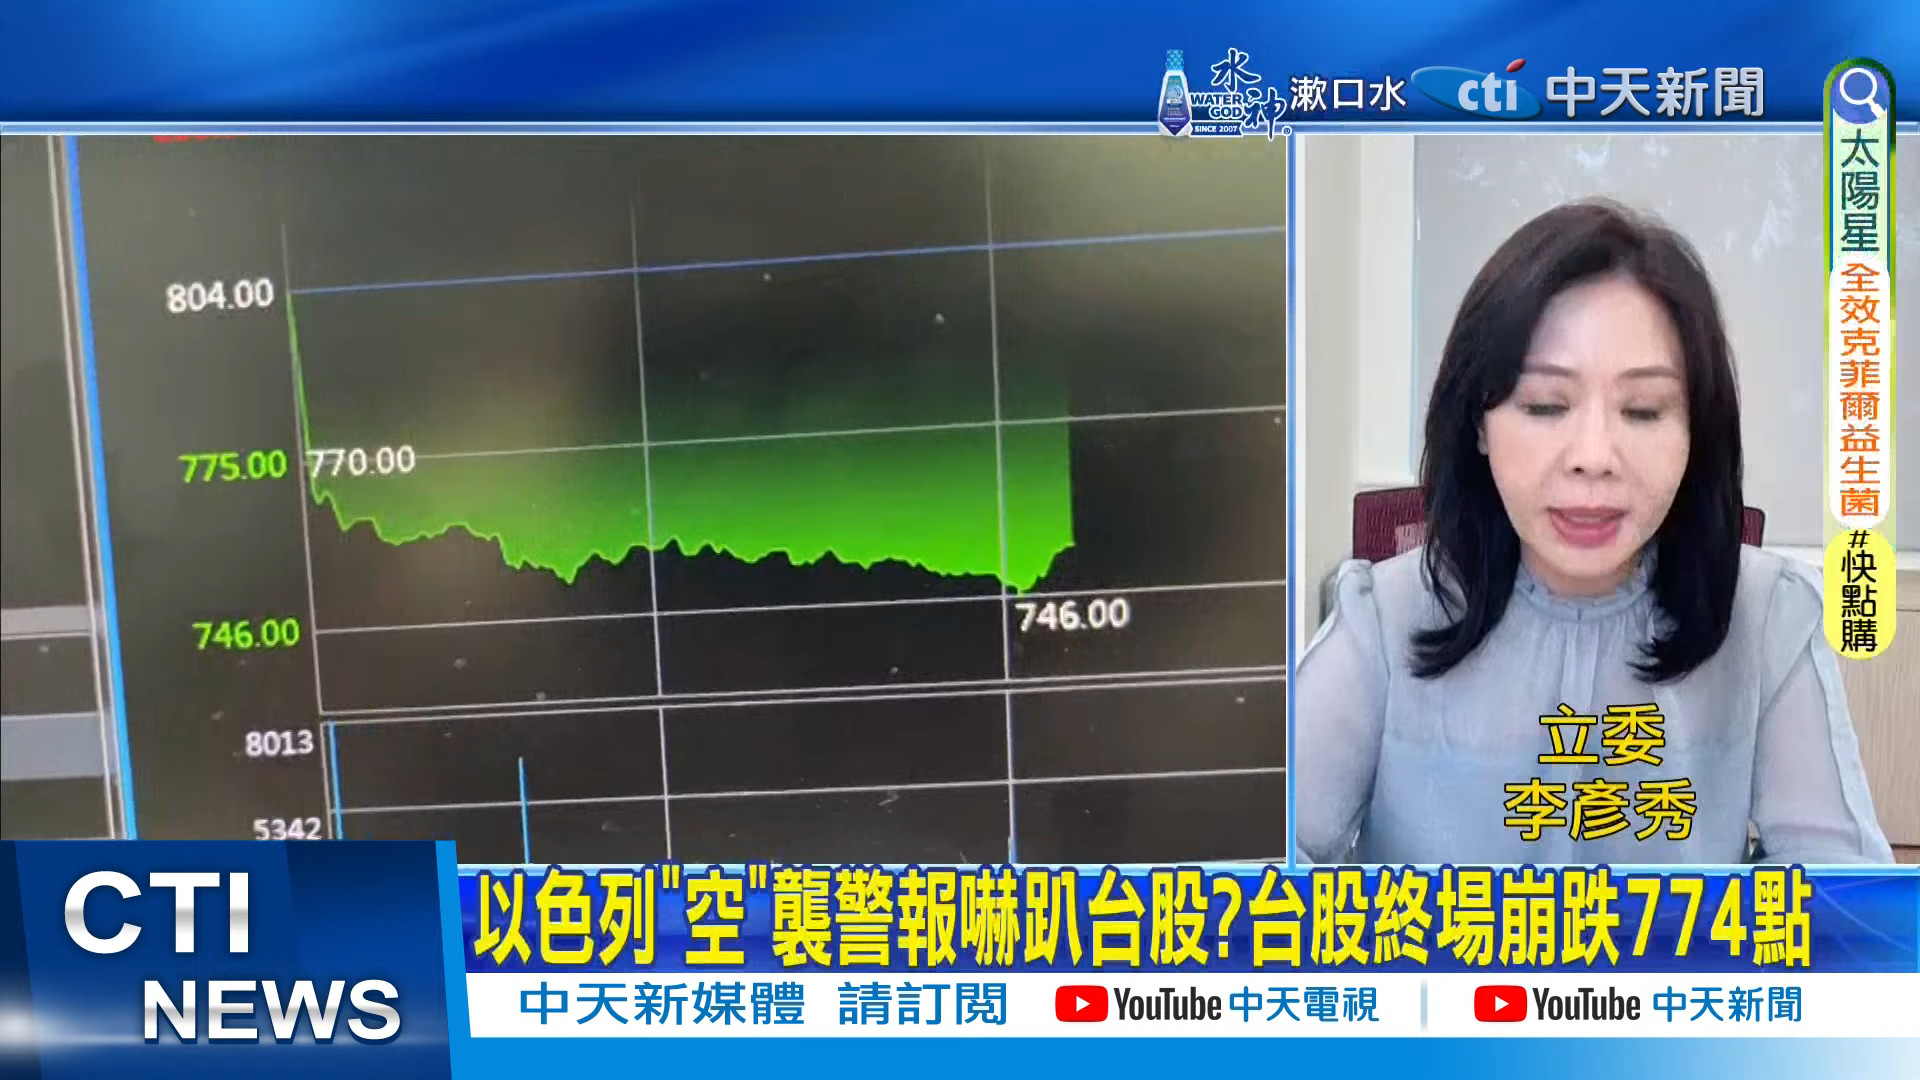 水神
WATER
GOD
SINCE 2007
漱口水
cti 中天新聞
太陽星
全效克菲爾益生菌
#快點購
804.00
775.00
770.00
746.00
746.00
8013
5342
立委
李彥秀
CTI
NEWS
以色列"空"襲警報嚇趴台股?台股終場崩跌774點
中天新媒體 請訂閱 YouTube 中天電視 YouTube 中天新聞